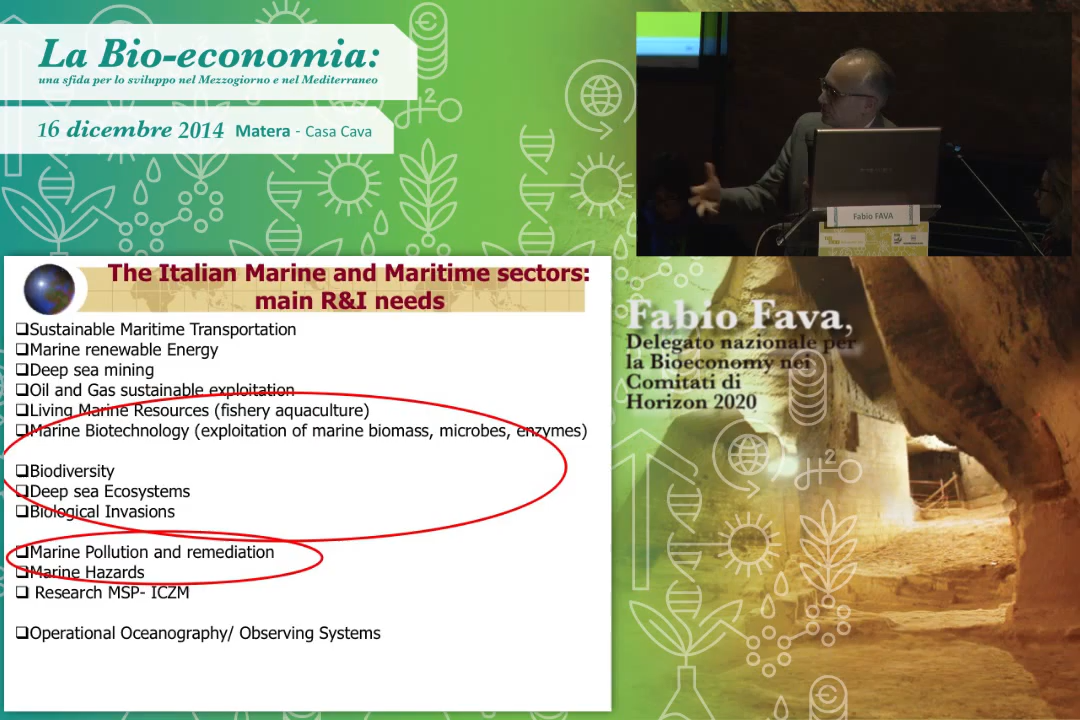 La Bio-economia:
una sfida per lo sviluppo nel Mezzogiorno e nel Mediterraneo
16 dicembre 2014 Matera - Casa Cava
Fabio FAVA
The Italian Marine and Maritime sectors:
main R&I needs
❑Sustainable Maritime Transportation
❑Marine renewable Energy
❑Deep sea mining
❑Oil and Gas sustainable exploitation
❑Living Marine Resources (fishery aquaculture)
❑Marine Biotechnology (exploitation of marine biomass, microbes, enzymes)
❑Biodiversity
❑Deep sea Ecosystems
❑Biological Invasions
❑Marine Pollution and remediation
❑Marine Hazards
❑ Research MSP- ICZM
❑Operational Oceanography/ Observing Systems
Fabio Fava,
Delegato nazionale per
la Bioeconomy nei
Comitati di
Horizon 2020
H2O
H2O